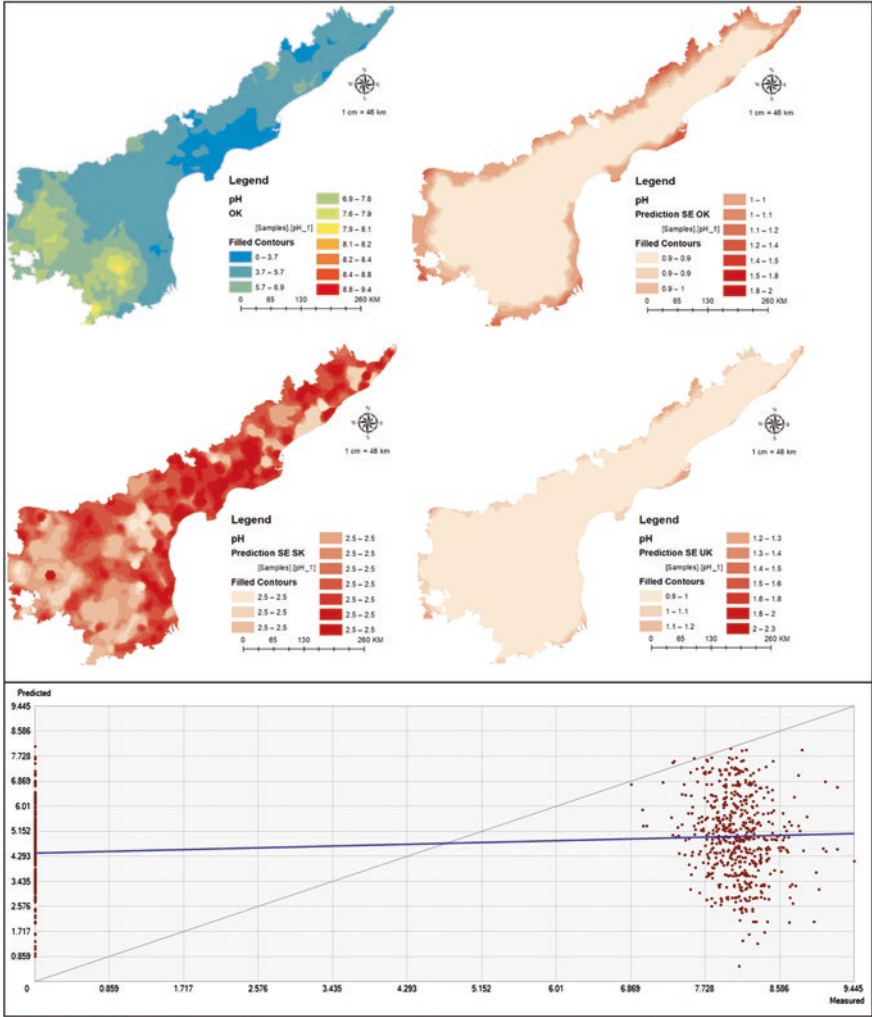 N
W E
S
1 cm = 46 km
Legend
pH
OK
[Samples].[pH_1]
Filled Contours
0 – 3.7
3.7 – 5.7
5.7 – 6.9
6.9 – 7.6
7.6 – 7.9
7.9 – 8.1
8.1 – 8.2
8.2 – 8.4
8.4 – 8.8
8.8 – 9.4
0 65 130 260 KM
N
W E
S
1 cm = 46 km
Legend
pH
Prediction SE OK
[Samples].[pH_1]
Filled Contours
0.9 – 0.9
0.9 – 0.9
0.9 – 1
1 – 1
1 – 1.1
1.1 – 1.2
1.2 – 1.4
1.4 – 1.5
1.5 – 1.8
1.8 – 2
0 65 130 260 KM
N
W E
S
1 cm = 46 km
Legend
pH
Prediction SE SK
[Samples].[pH_1]
Filled Contours
2.5 – 2.5
2.5 – 2.5
2.5 – 2.5
2.5 – 2.5
2.5 – 2.5
2.5 – 2.5
2.5 – 2.5
2.5 – 2.5
2.5 – 2.5
2.5 – 2.5
0 65 130 260 KM
N
W E
S
1 cm = 46 km
Legend
pH
Prediction SE UK
[Samples].[pH_1]
Filled Contours
0.9 – 1
1 – 1.1
1.1 – 1.2
1.2 – 1.3
1.3 – 1.4
1.4 – 1.5
1.5 – 1.6
1.6 – 1.8
1.6 – 2
2 – 2.3
0 65 130 260 KM
Predicted
9.445
8.586
7.728
6.869
6.01
5.152
4.293
3.435
2.576
1.717
0.859
0 0.859 1.717 2.576 3.435 4.293 5.152 6.01 6.869 7.728 8.586 9.445
Measured